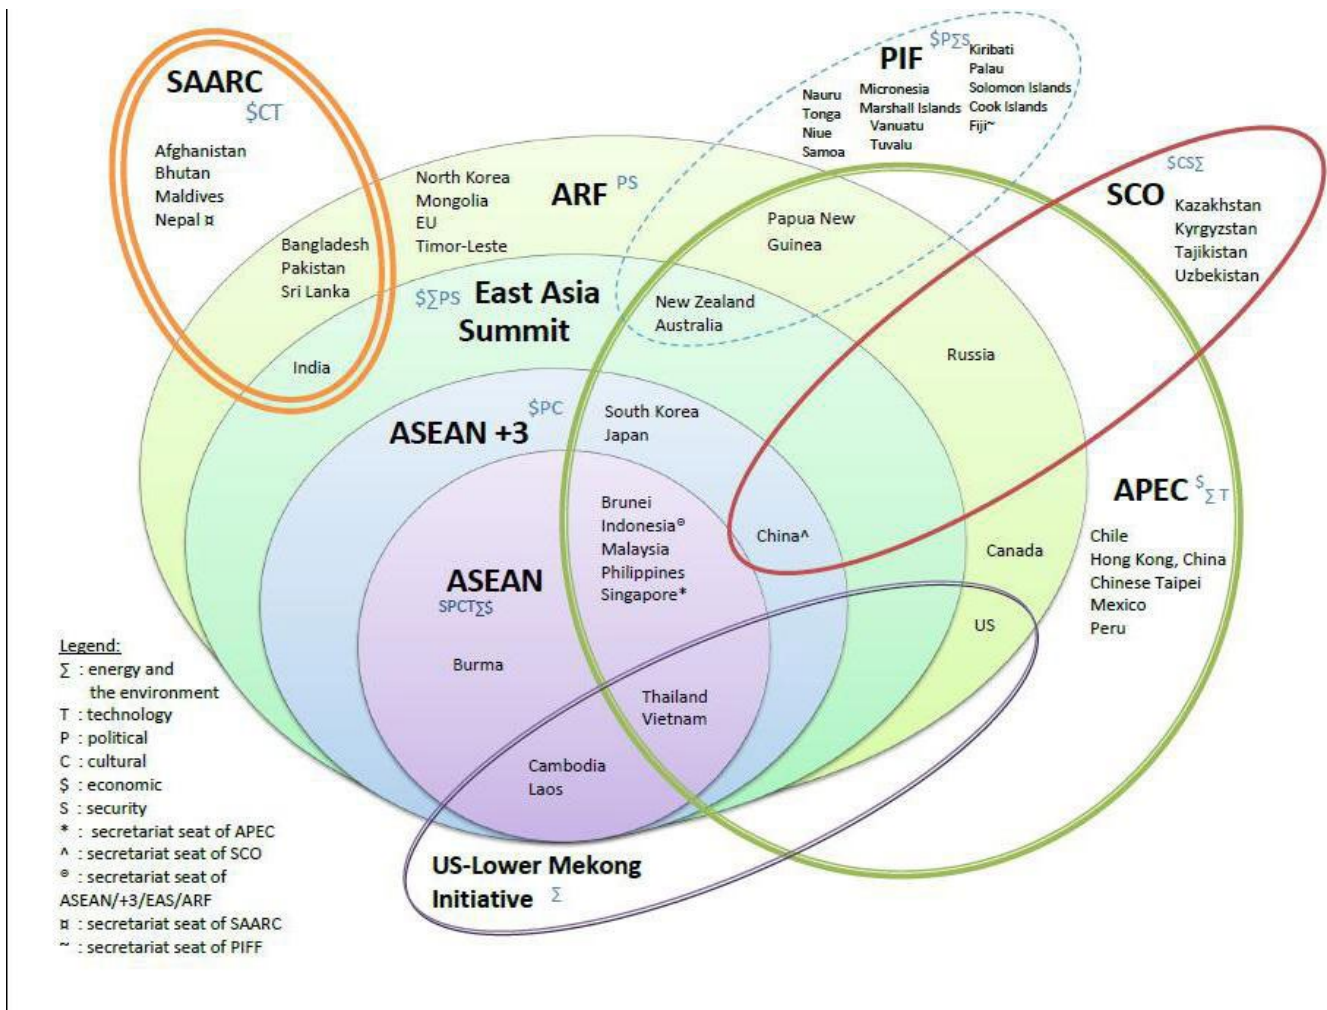 SAARC
$CT
Afghanistan
Bhutan
Maldives
Nepal ¤
Bangladesh
Pakistan
Sri Lanka
India
North Korea
Mongolia
EU
Timor-Leste
ARF PS
$∑PS East Asia
Summit
ASEAN +3 $PC
South Korea
Japan
ASEAN
SPCT∑$
Brunei
Indonesia⊜
Malaysia
Philippines
Singapore*
Burma
Thailand
Vietnam
Cambodia
Laos
China^
US-Lower Mekong
Initiative ∑
PIF $P∑S
Nauru
Tonga
Niue
Samoa
Micronesia
Marshall Islands
Vanuatu
Tuvalu
Kiribati
Palau
Solomon Islands
Cook Islands
Fiji~
Papua New
Guinea
New Zealand
Australia
SCO $CS∑
Kazakhstan
Kyrgyzstan
Tajikistan
Uzbekistan
Russia
Canada
US
APEC $∑ T
Chile
Hong Kong, China
Chinese Taipei
Mexico
Peru
Legend:
∑ : energy and
the environment
T : technology
P : political
C : cultural
$ : economic
S : security
* : secretariat seat of APEC
^ : secretariat seat of SCO
⊜ : secretariat seat of
ASEAN/+3/EAS/ARF
¤ : secretariat seat of SAARC
~ : secretariat seat of PIFF